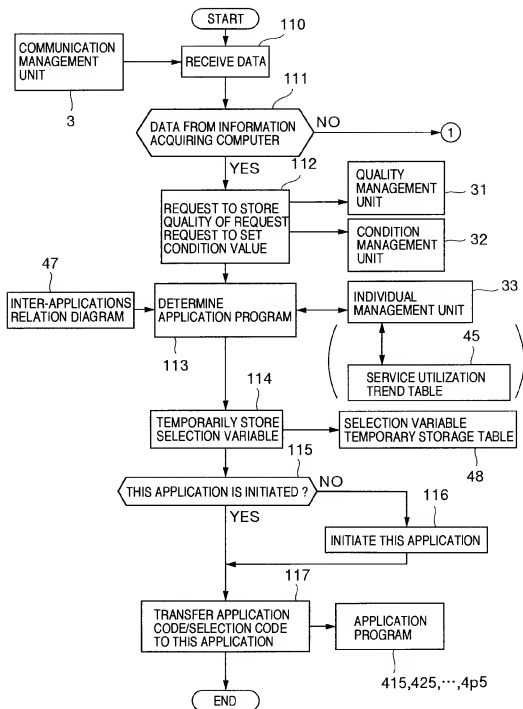 START
110
COMMUNICATION
MANAGEMENT
UNIT
3
RECEIVE DATA
111
DATA FROM INFORMATION
ACQUIRING COMPUTER
NO
1
YES
112
REQUEST TO STORE
QUALITY OF REQUEST
REQUEST TO SET
CONDITION VALUE
QUALITY
MANAGEMENT
UNIT
31
CONDITION
MANAGEMENT
UNIT
32
47
INTER-APPLICATIONS
RELATION DIAGRAM
DETERMINE
APPLICATION PROGRAM
113
33
INDIVIDUAL
MANAGEMENT UNIT
45
SERVICE UTILIZATION
TREND TABLE
114
TEMPORARILY STORE
SELECTION VARIABLE
SELECTION VARIABLE
TEMPORARY STORAGE TABLE
48
115
THIS APPLICATION IS INITIATED ?
NO
YES
116
INITIATE THIS APPLICATION
117
TRANSFER APPLICATION
CODE/SELECTION CODE
TO THIS APPLICATION
APPLICATION
PROGRAM
415,425,···,4p5
END